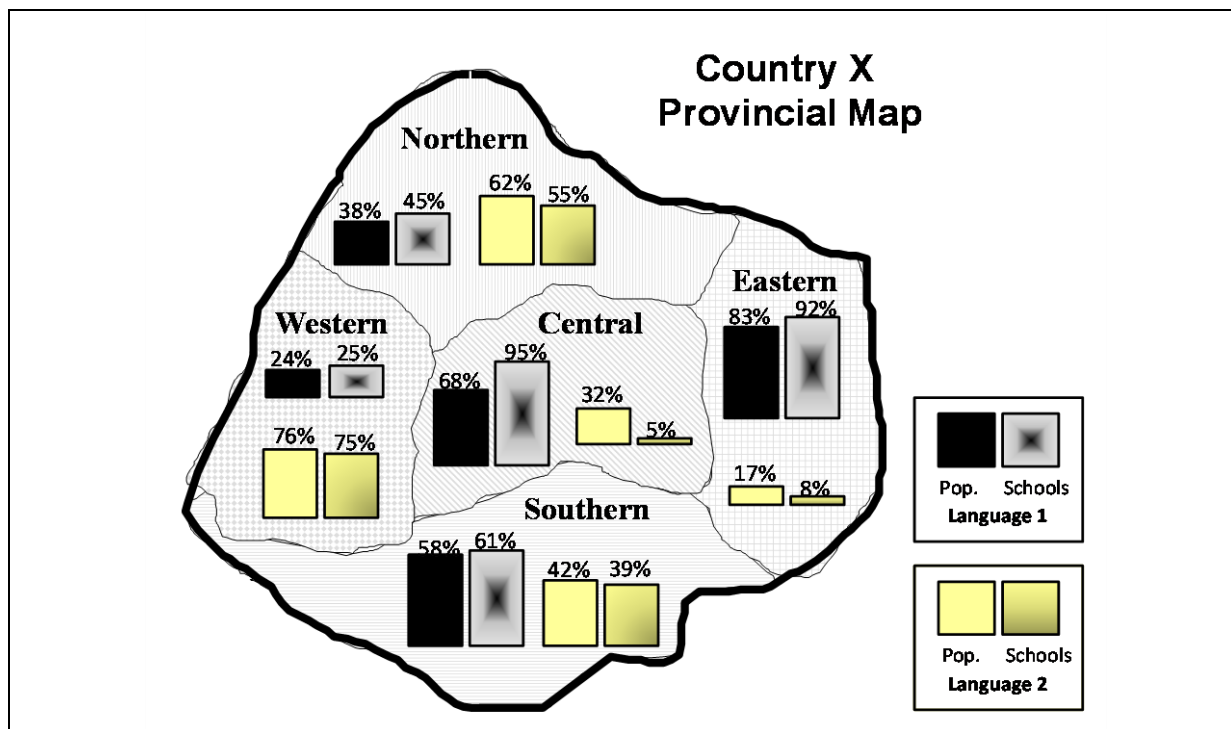 Country X
Provincial Map
Northern
38% 45% 62% 55%
Eastern
83% 92%
17% 8%
Western
24% 25%
76% 75%
Central
68% 95% 32% 5%
Southern
58% 61% 42% 39%
Pop. Schools
Language 1
Pop. Schools
Language 2